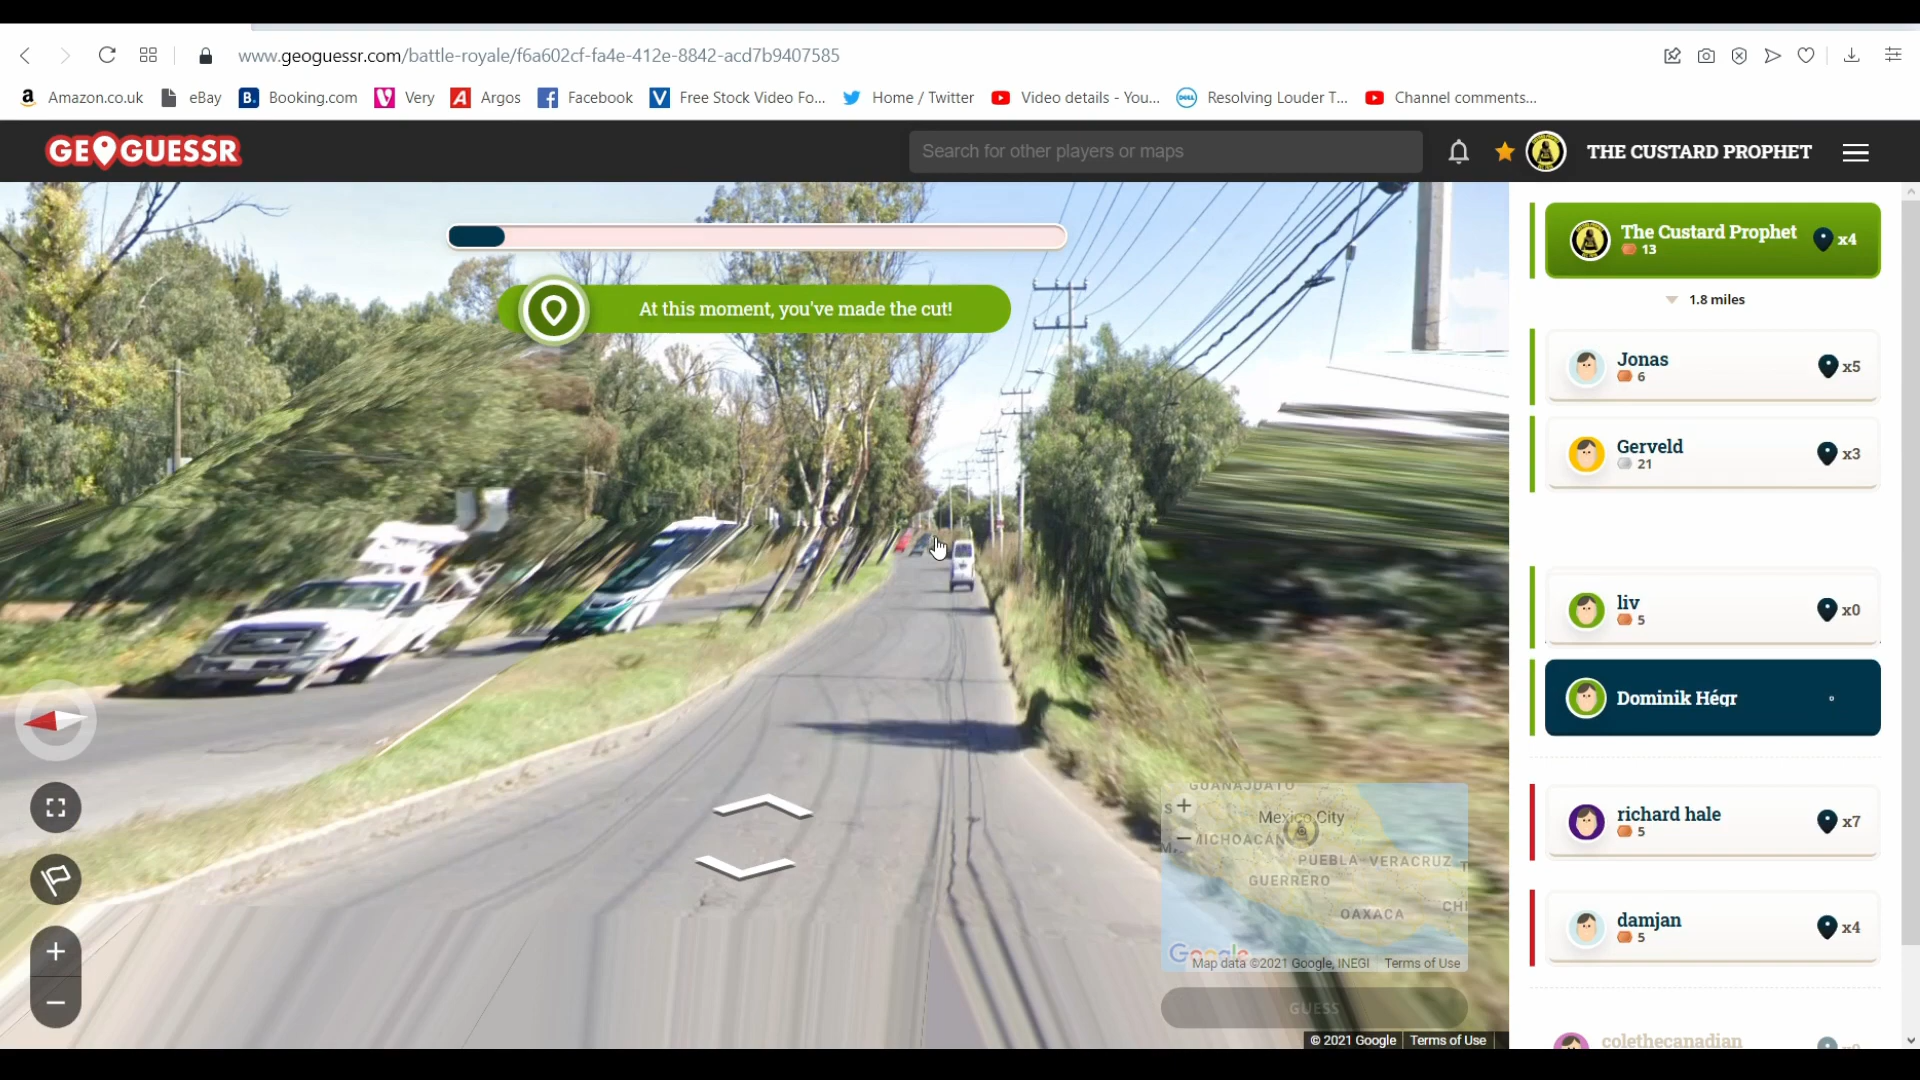 www.geoguessr.com/battle-royale/f6a602cf-fa4e-412e-8842-acd7b9407585
Amazon.co.uk eBay Booking.com Very Argos Facebook Free Stock Video Fo... Home / Twitter Video details - You... Resolving Louder T... Channel comments...
GEOGUESSR
Search for other players or maps
THE CUSTARD PROPHET
At this moment, you've made the cut!
The Custard Prophet
13
x4
1.8 miles
Jonas
6
x5
Gerveld
21
x3
liv
5
x0
Dominik Hégr
richard hale
5
x7
damjan
5
x4
colethecanadian
GUANAJUATO
Mexico City
MICHOACÁN
PUEBLA
VERACRUZ
GUERRERO
OAXACA
CHI
Google
Map data ©2021 Google, INEGI Terms of Use
GUESS
© 2021 Google Terms of Use